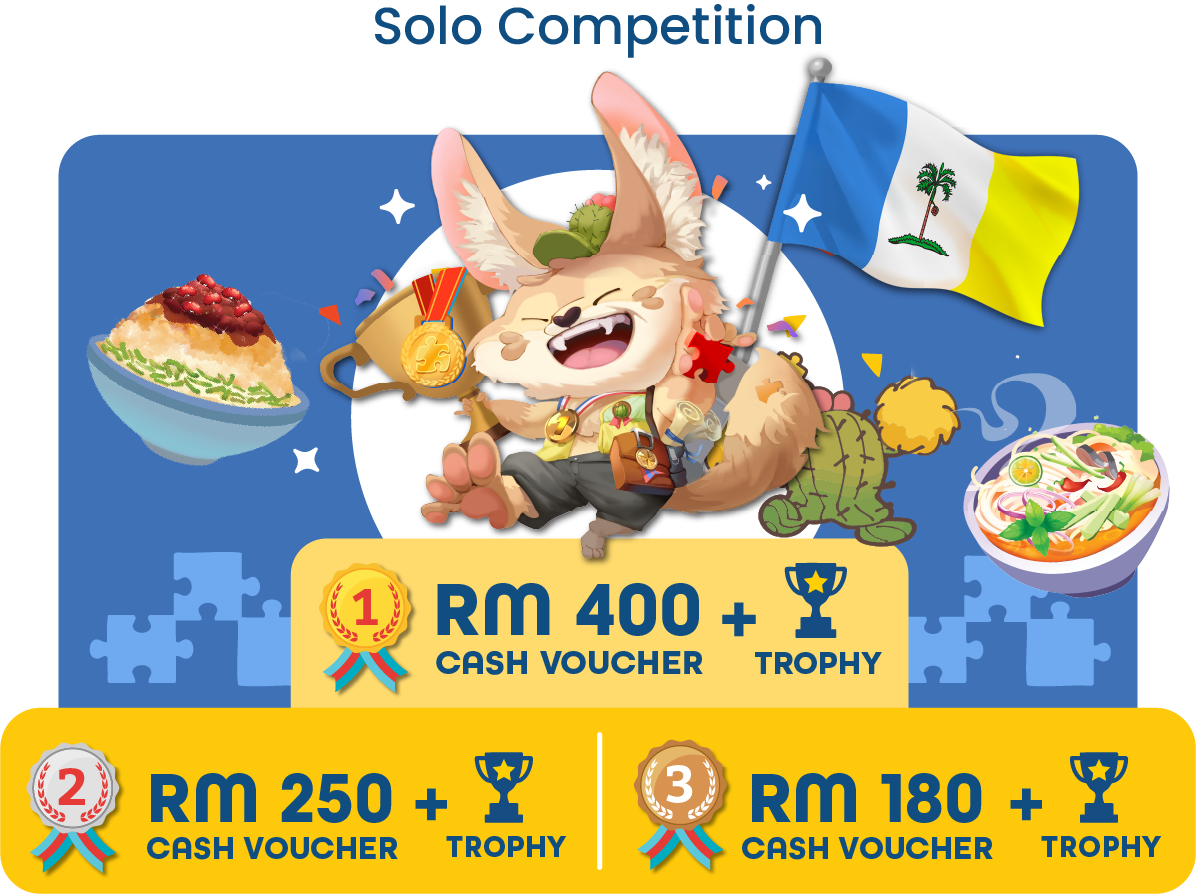 Solo Competition
1
RM 400 +
CASH VOUCHER
TROPHY
2
RM 250 +
CASH VOUCHER
TROPHY
3
RM 180 +
CASH VOUCHER
TROPHY